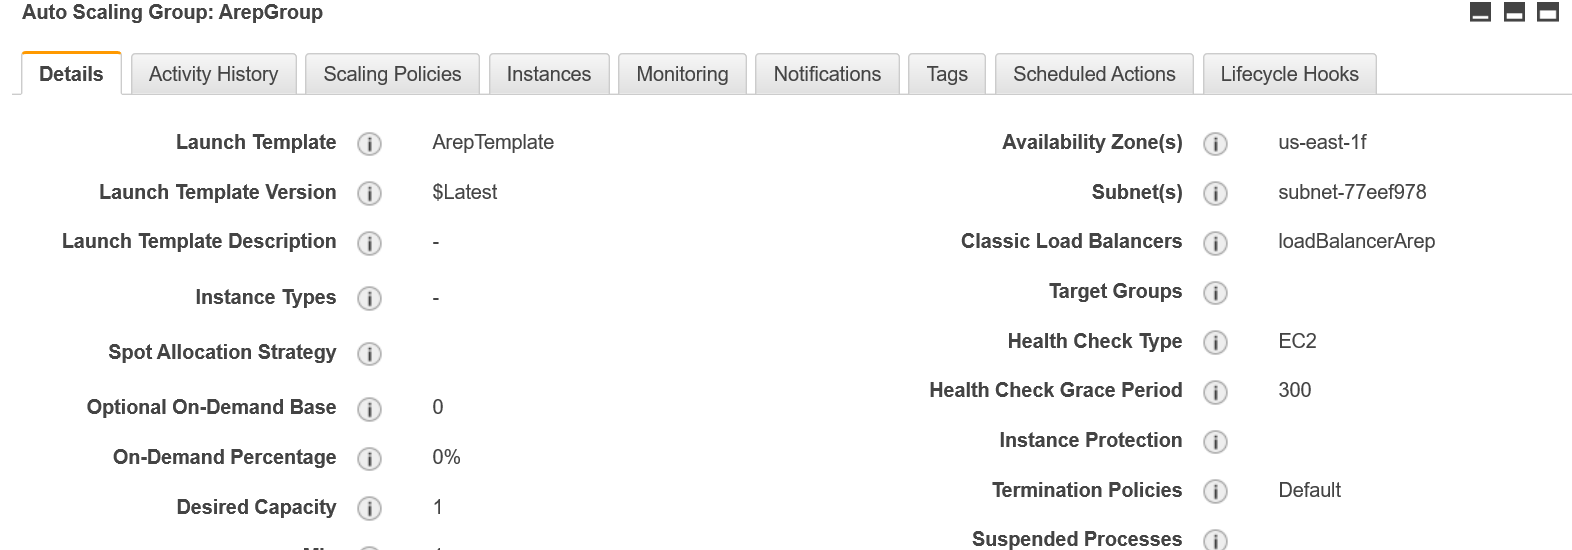 Auto Scaling Group: ArepGroup
Details Activity History Scaling Policies Instances Monitoring Notifications Tags Scheduled Actions Lifecycle Hooks
Launch Template ArepTemplate
Launch Template Version $Latest
Launch Template Description -
Instance Types -
Spot Allocation Strategy
Optional On-Demand Base 0
On-Demand Percentage 0%
Desired Capacity 1
Availability Zone(s) us-east-1f
Subnet(s) subnet-77eef978
Classic Load Balancers loadBalancerArep
Target Groups
Health Check Type EC2
Health Check Grace Period 300
Instance Protection
Termination Policies Default
Suspended Processes